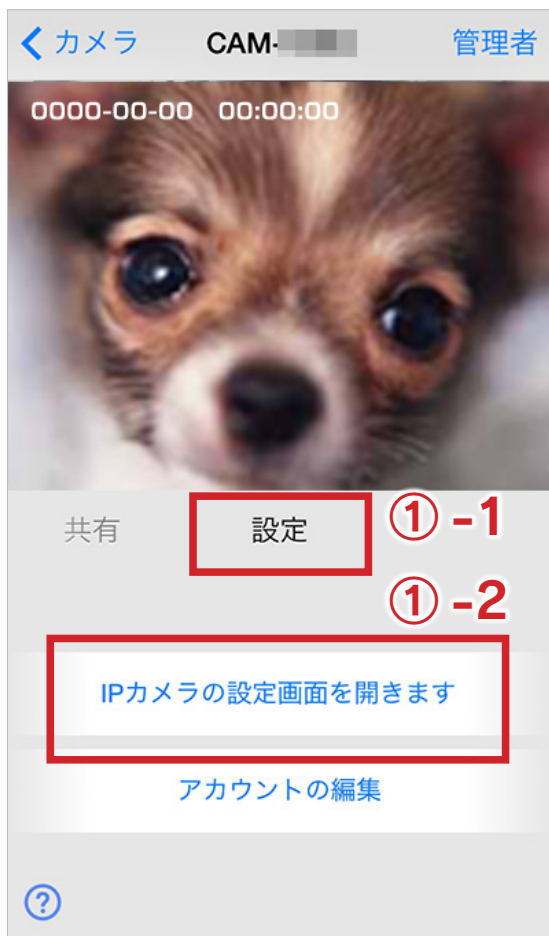 カメラ CAM- 管理者
0000-00-00 00:00:00
共有 設定 ①-1
①-2
IPカメラの設定画面を開きます
アカウントの編集
?